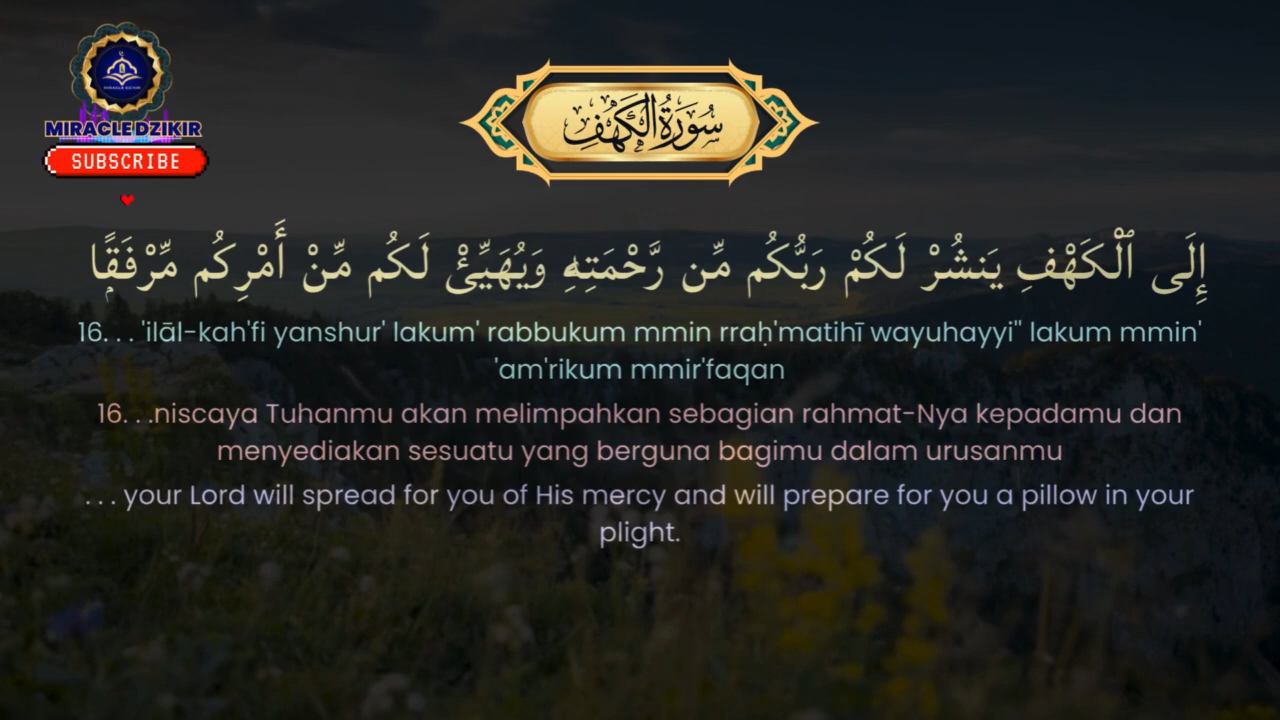 MIRACLE DZIKIR
MIRACLE DZIKIR
SUBSCRIBE
سُورَةُ الْكَهْفِ
إِلَى ٱلْكَهْفِ يَنشُرْ لَكُمْ رَبُّكُم مِّن رَّحْمَتِهِۦ وَيُهَيِّئْ لَكُم مِّنْ أَمْرِكُم مِّرْفَقًۭا
16. . . 'ilāl-kah'fi yanshur' lakum' rabbukum mmin rraḥ'matihī wayuhayyi'' lakum mmin'
'am'rikum mmir'faqan
16. . .niscaya Tuhanmu akan melimpahkan sebagian rahmat-Nya kepadamu dan
menyediakan sesuatu yang berguna bagimu dalam urusanmu
. . . your Lord will spread for you of His mercy and will prepare for you a pillow in your
plight.